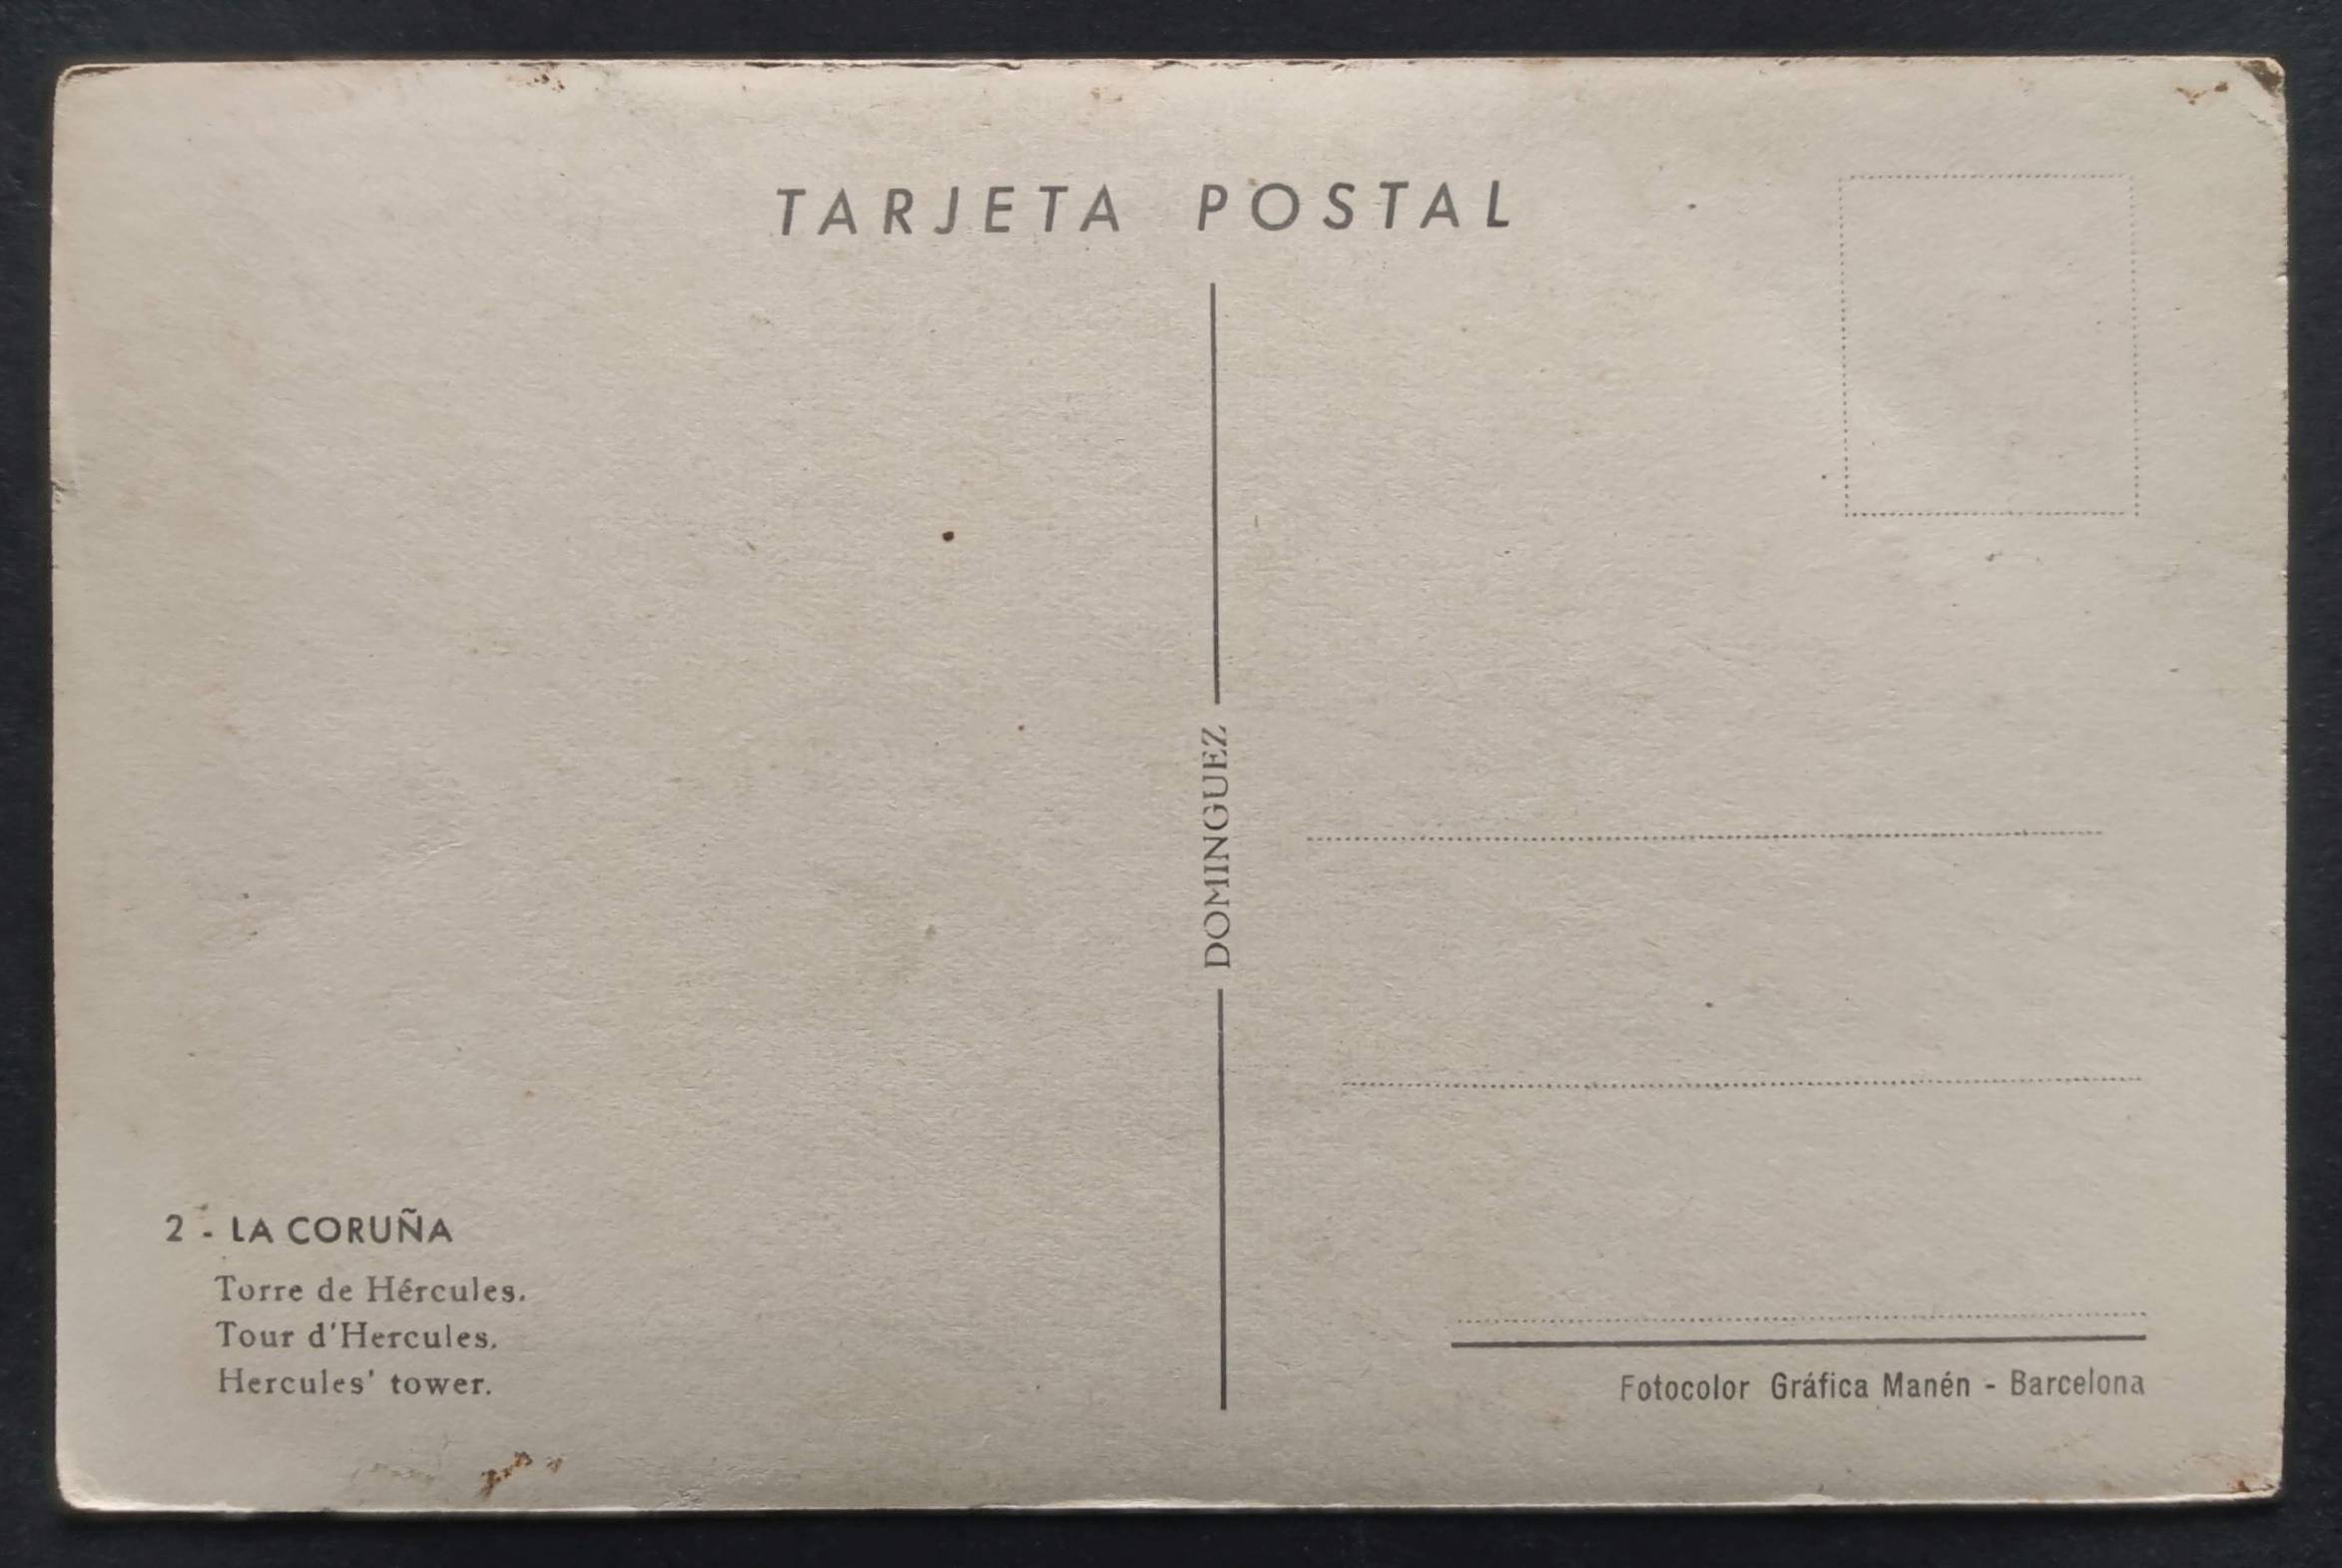 TARJETA POSTAL
DOMINGUEZ
2 - LA CORUÑA
Torre de Hércules.
Tour d'Hercules.
Hercules' tower.
Fotocolor Gráfica Manén - Barcelona